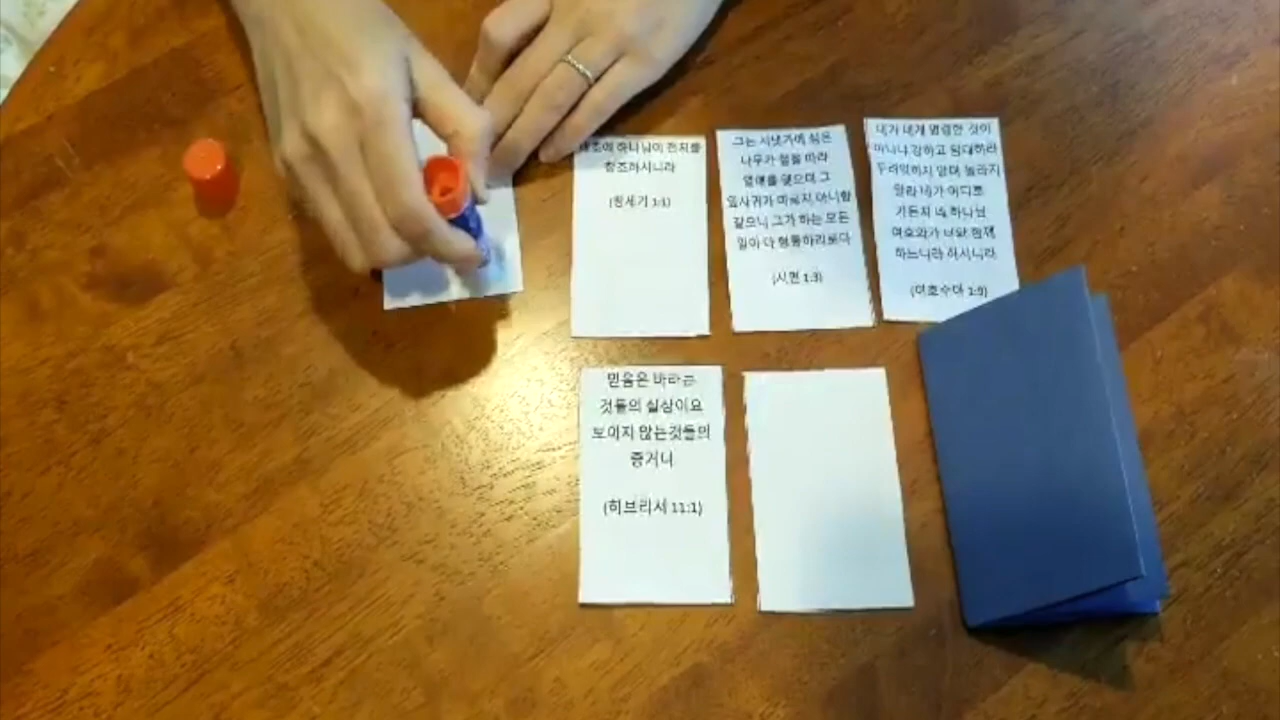 태초에 하나님이 천지를
창조하시니라
(창세기 1:1)
그는 시냇가에 심은
나무가 철을 따라
열매를 맺으며 그
잎사귀가 마르지 아니함
같으니 그가 하는 모든
일이 다 형통하리로다
(시편 1:3)
내가 네게 명령한 것이
아니냐 강하고 담대하라
두려워하지 말며 놀라지
말라 네가 어디로
가든지 네 하나님
여호와가 너와 함께
하느니라 하시니라
(여호수아 1:9)
믿음은 바라는
것들의 실상이요
보이지 않는것들의
증거니
(히브리서 11:1)